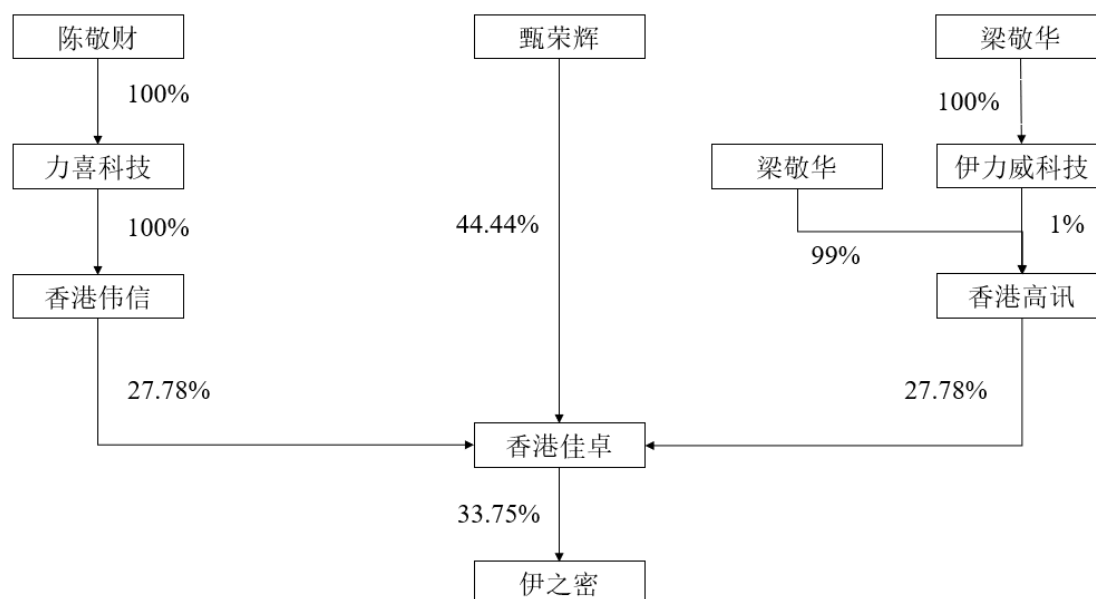 陈敬财
甄荣辉
梁敬华
100%
100%
力喜科技
梁敬华
伊力威科技
100%
44.44%
1%
99%
香港伟信
香港高讯
27.78%
27.78%
香港佳卓
33.75%
伊之密